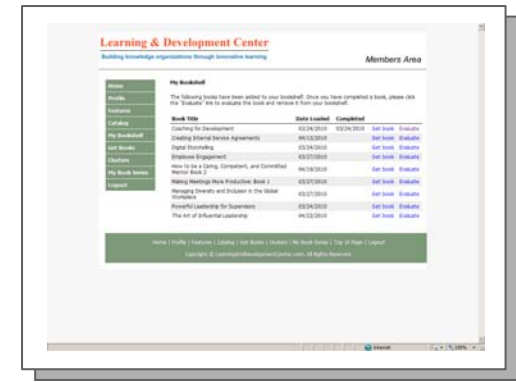 Learning & Development Center
Building knowledge organizations through innovative learning
Members Area
Home
Profile
Features
Catalog
My Bookshelf
Get Books
Clusters
My Book Series
Logout
My Bookshelf
The following books have been added to your bookshelf. Once you have completed a book, please click
the "Evaluate" link to evaluate the book and remove it from your bookshelf.
Book Title Date Loaded Completed
Coaching for Development 03/24/2010 03/24/2010 Get book Evaluate
Creating Internal Service Agreements 04/13/2010 Get book Evaluate
Digital Storytelling 03/24/2010 Get book Evaluate
Employee Engagement 03/27/2010 Get book Evaluate
How to be a Caring, Competent, and Committed
Mentor Book 2 04/19/2010 Get book Evaluate
Making Meetings More Productive: Book 1 03/27/2010 Get book Evaluate
Managing Diversity and Inclusion in the Global
Workplace 03/27/2010 Get book Evaluate
Powerful Leadership for Supervisors 03/24/2010 Get book Evaluate
The Art of Influential Leadership 04/22/2010 Get book Evaluate
Home | Profile | Features | Catalog | Get Books | Clusters | My Book Series | Top of Page | Logout
Copyright © LearningAndDevelopmentCenter.com. All Rights Reserved.
Internet 100%